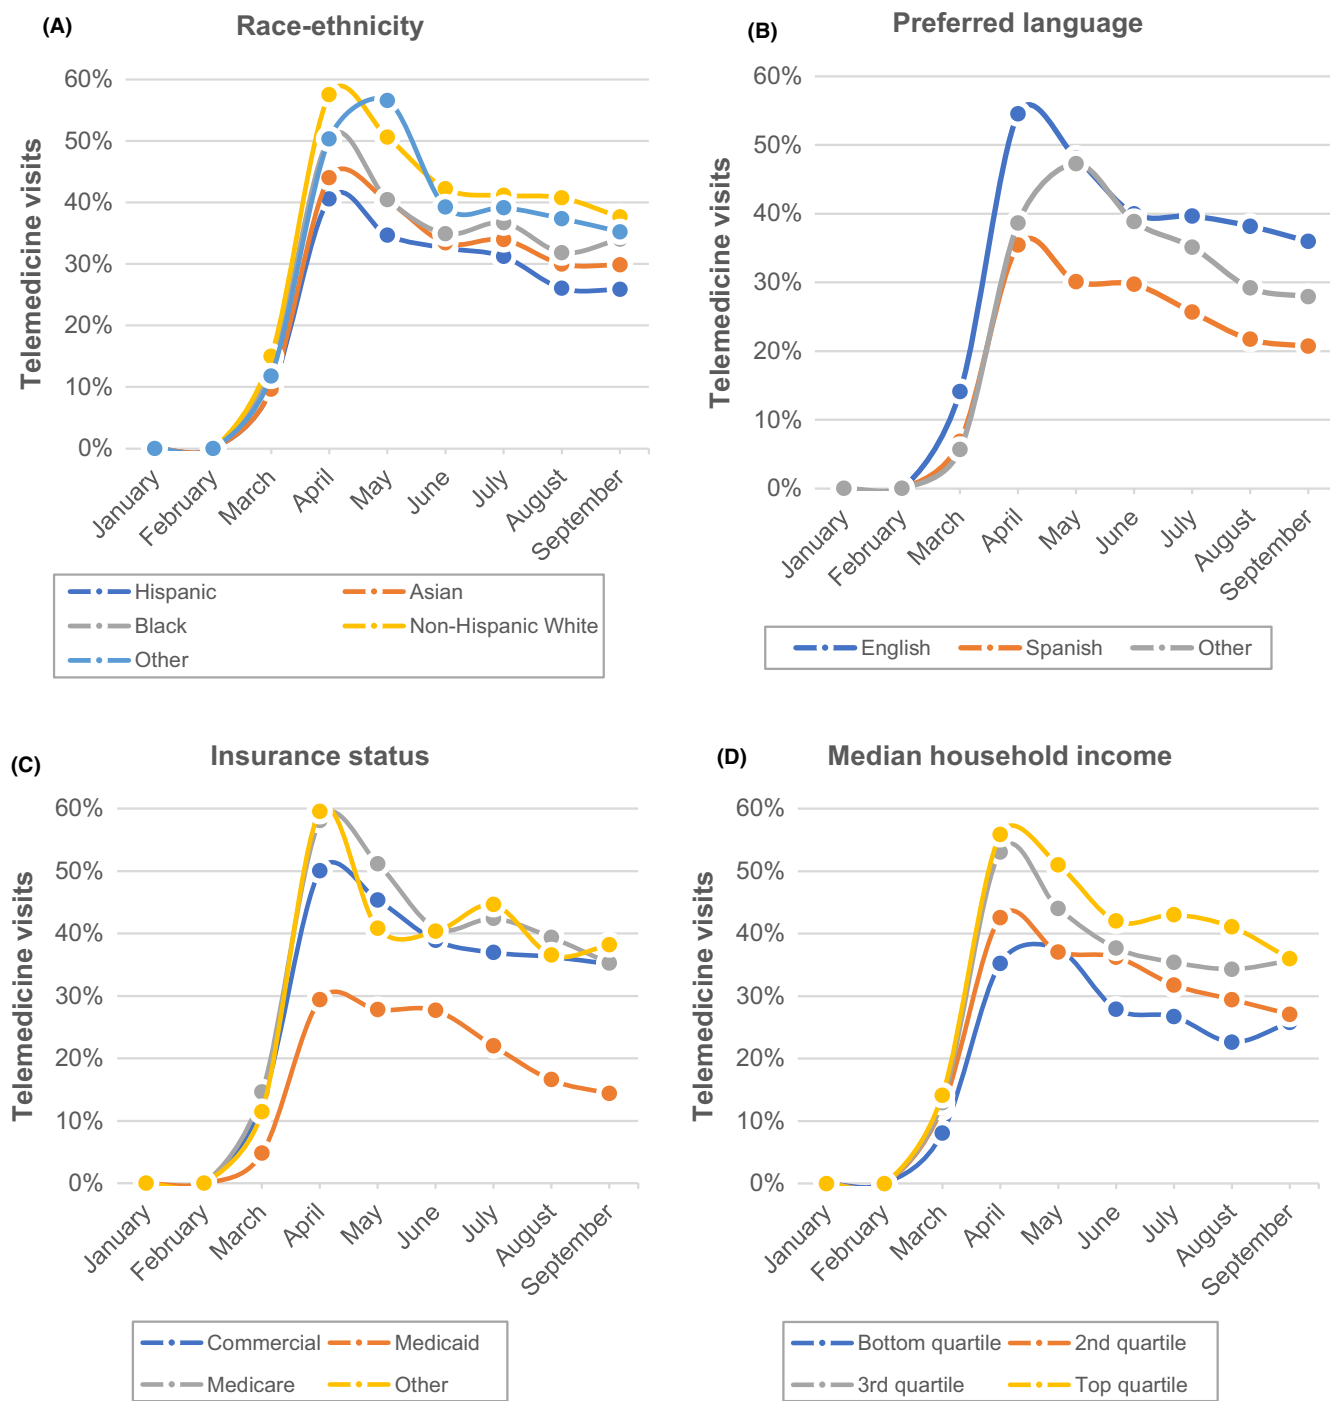 (A)
Race-ethnicity
Telemedicine visits
60%
50%
40%
30%
20%
10%
0%
January
February
March
April
May
June
July
August
September
Hispanic
Asian
Black
Non-Hispanic White
Other
(B)
Preferred language
Telemedicine visits
60%
50%
40%
30%
20%
10%
0%
January
February
March
April
May
June
July
August
September
English
Spanish
Other
(C)
Insurance status
Telemedicine visits
60%
50%
40%
30%
20%
10%
0%
January
February
March
April
May
June
July
August
September
Commercial
Medicaid
Medicare
Other
(D)
Median household income
Telemedicine visits
60%
50%
40%
30%
20%
10%
0%
January
February
March
April
May
June
July
August
September
Bottom quartile
2nd quartile
3rd quartile
Top quartile